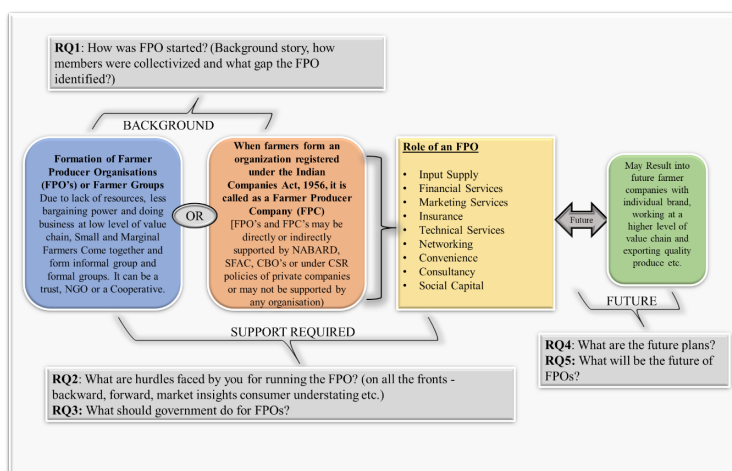 RQ1: How was FPO started? (Background story, how
members were collectivized and what gap the FPO
identified?)
BACKGROUND
Formation of Farmer
Producer Organisations
(FPO's) or Farmer Groups
Due to lack of resources, less
bargaining power and doing
business at low level of value
chain, Small and Marginal
Farmers Come together and
form informal group and
formal groups. It can be a
trust, NGO or a Cooperative.
OR
When farmers form an
organization registered
under the Indian
Companies Act, 1956, it is
called as a Farmer Producer
Company (FPC)
[FPO's and FPC's may be
directly or indirectly
supported by NABARD,
SFAC, CBO's or under CSR
policies of private companies
or may not be supported by
any organisation)
Role of an FPO
• Input Supply
• Financial Services
• Marketing Services
• Insurance
• Technical Services
• Networking
• Convenience
• Consultancy
• Social Capital
Future
May Result into
future farmer
companies with
individual brand,
working at a
higher level of
value chain and
exporting quality
produce etc.
FUTURE
SUPPORT REQUIRED
RQ4: What are the future plans?
RQ5: What will be the future of
FPOs?
RQ2: What are hurdles faced by you for running the FPO? (on all the fronts -
backward, forward, market insights consumer understating etc.)
RQ3: What should government do for FPOs?